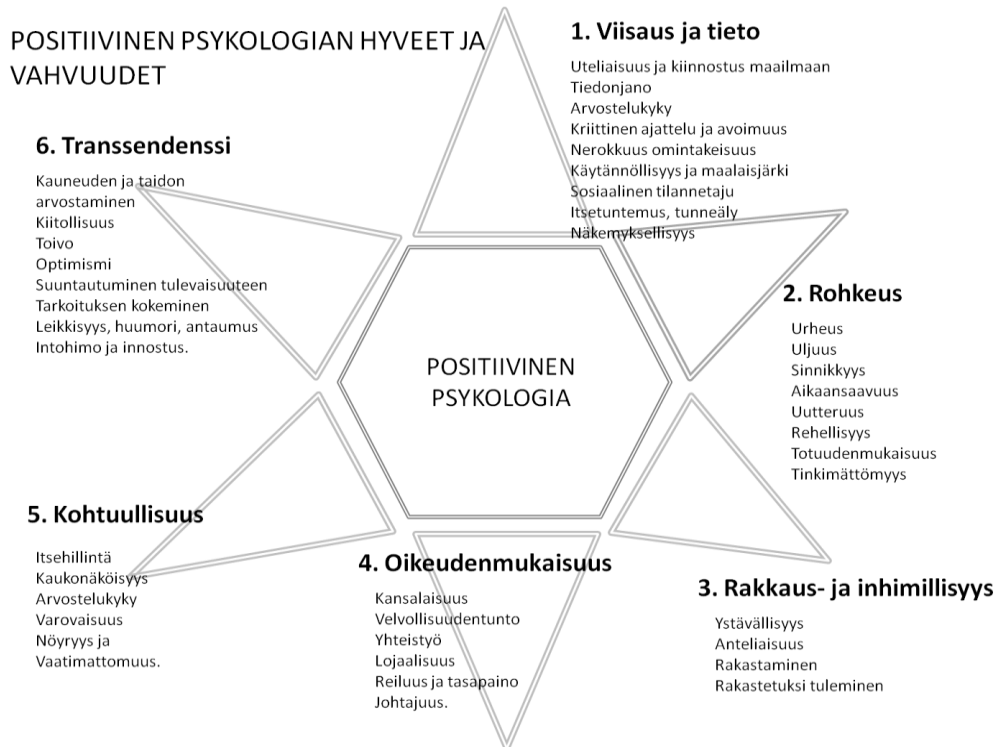 POSITIIVINEN PSYKOLOGIAN HYVEET JA
VAHVUUDET
1. Viisaus ja tieto
Uteliaisuus ja kiinnostus maailmaan
Tiedonjano
Arvostelukyky
Kriittinen ajattelu ja avoimuus
Nerokkuus omintakeisuus
Käytännöllisyys ja maalaisjärki
Sosiaalinen tilannetaju
Itsetuntemus, tunneäly
Näkemyksellisyys
2. Rohkeus
Urheus
Uljuus
Sinnikkyys
Aikaansaavuus
Uutteruus
Rehellisyys
Totuudenmukaisuus
Tinkimättömyys
3. Rakkaus- ja inhimillisyys
Ystävällisyys
Anteliaisuus
Rakastaminen
Rakastetuksi tuleminen
4. Oikeudenmukaisuus
Kansalaisuus
Velvollisuudentunto
Yhteistyö
Lojaalisuus
Reiluus ja tasapaino
Johtajuus.
5. Kohtuullisuus
Itsehillintä
Kaukonäköisyys
Arvostelukyky
Varovaisuus
Nöyryys ja
Vaatimattomuus.
6. Transsendenssi
Kauneuden ja taidon
arvostaminen
Kiitollisuus
Toivo
Optimismi
Suuntautuminen tulevaisuuteen
Tarkoituksen kokeminen
Leikkisyys, huumori, antaumus
Intohimo ja innostus.
POSITIIVINEN
PSYKOLOGIA